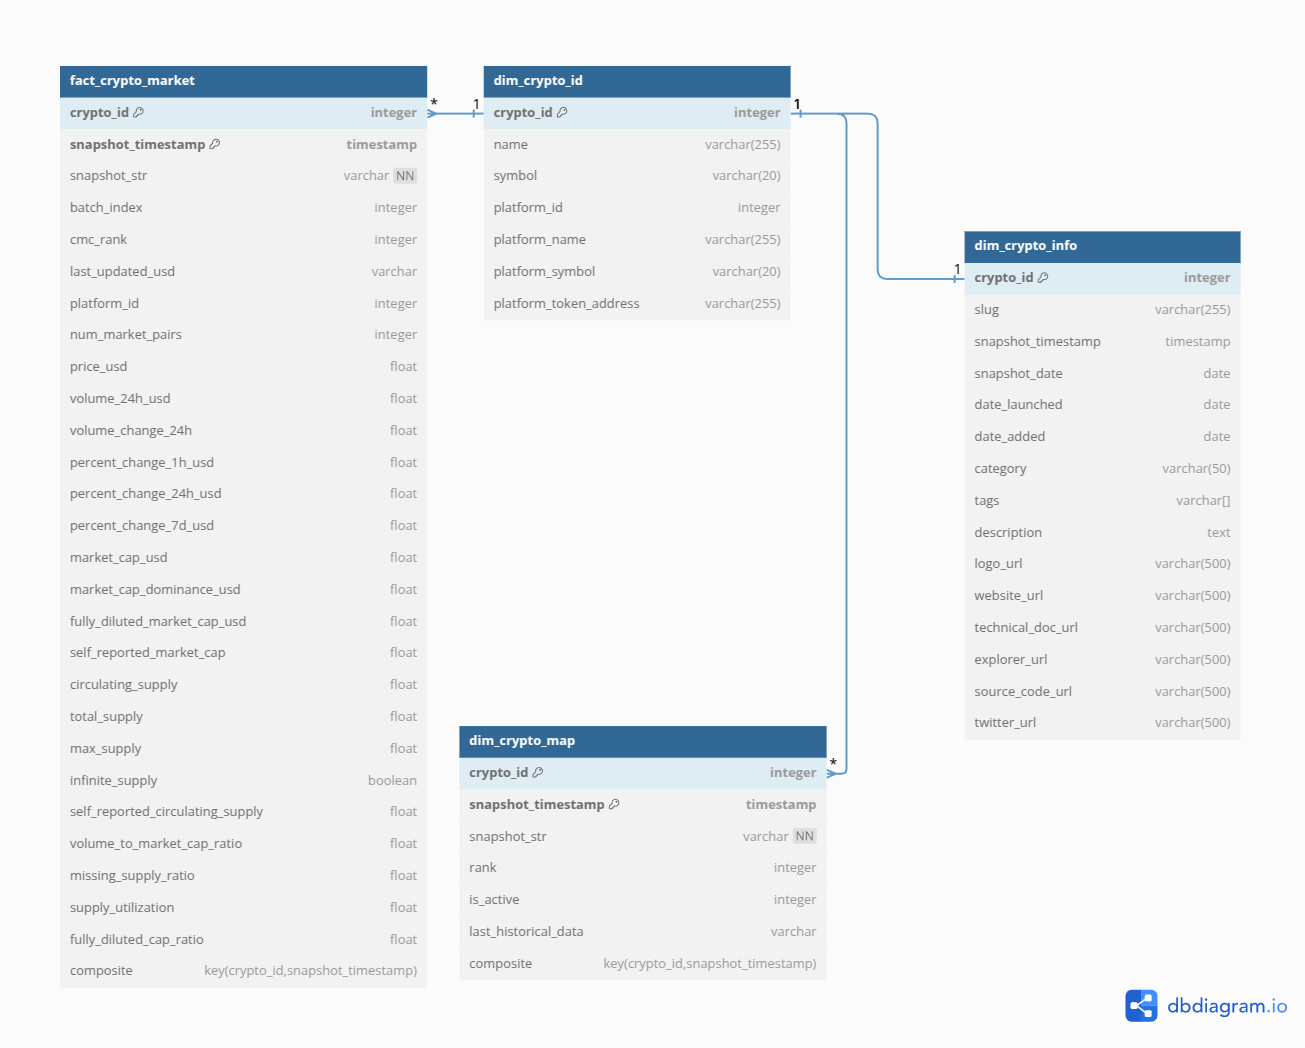 fact_crypto_market
crypto_id integer
snapshot_timestamp timestamp
snapshot_str varchar NN
batch_index integer
cmc_rank integer
last_updated_usd varchar
platform_id integer
num_market_pairs integer
price_usd float
volume_24h_usd float
volume_change_24h float
percent_change_1h_usd float
percent_change_24h_usd float
percent_change_7d_usd float
market_cap_usd float
market_cap_dominance_usd float
fully_diluted_market_cap_usd float
self_reported_market_cap float
circulating_supply float
total_supply float
max_supply float
infinite_supply boolean
self_reported_circulating_supply float
volume_to_market_cap_ratio float
missing_supply_ratio float
supply_utilization float
fully_diluted_cap_ratio float
composite key(crypto_id,snapshot_timestamp)
* 1
dim_crypto_id
crypto_id integer
name varchar(255)
symbol varchar(20)
platform_id integer
platform_name varchar(255)
platform_symbol varchar(20)
platform_token_address varchar(255)
1
1
dim_crypto_info
crypto_id integer
slug varchar(255)
snapshot_timestamp timestamp
snapshot_date date
date_launched date
date_added date
category varchar(50)
tags varchar[]
description text
logo_url varchar(500)
website_url varchar(500)
technical_doc_url varchar(500)
explorer_url varchar(500)
source_code_url varchar(500)
twitter_url varchar(500)
dim_crypto_map
*
crypto_id integer
snapshot_timestamp timestamp
snapshot_str varchar NN
rank integer
is_active integer
last_historical_data varchar
composite key(crypto_id,snapshot_timestamp)
dbdiagram.io